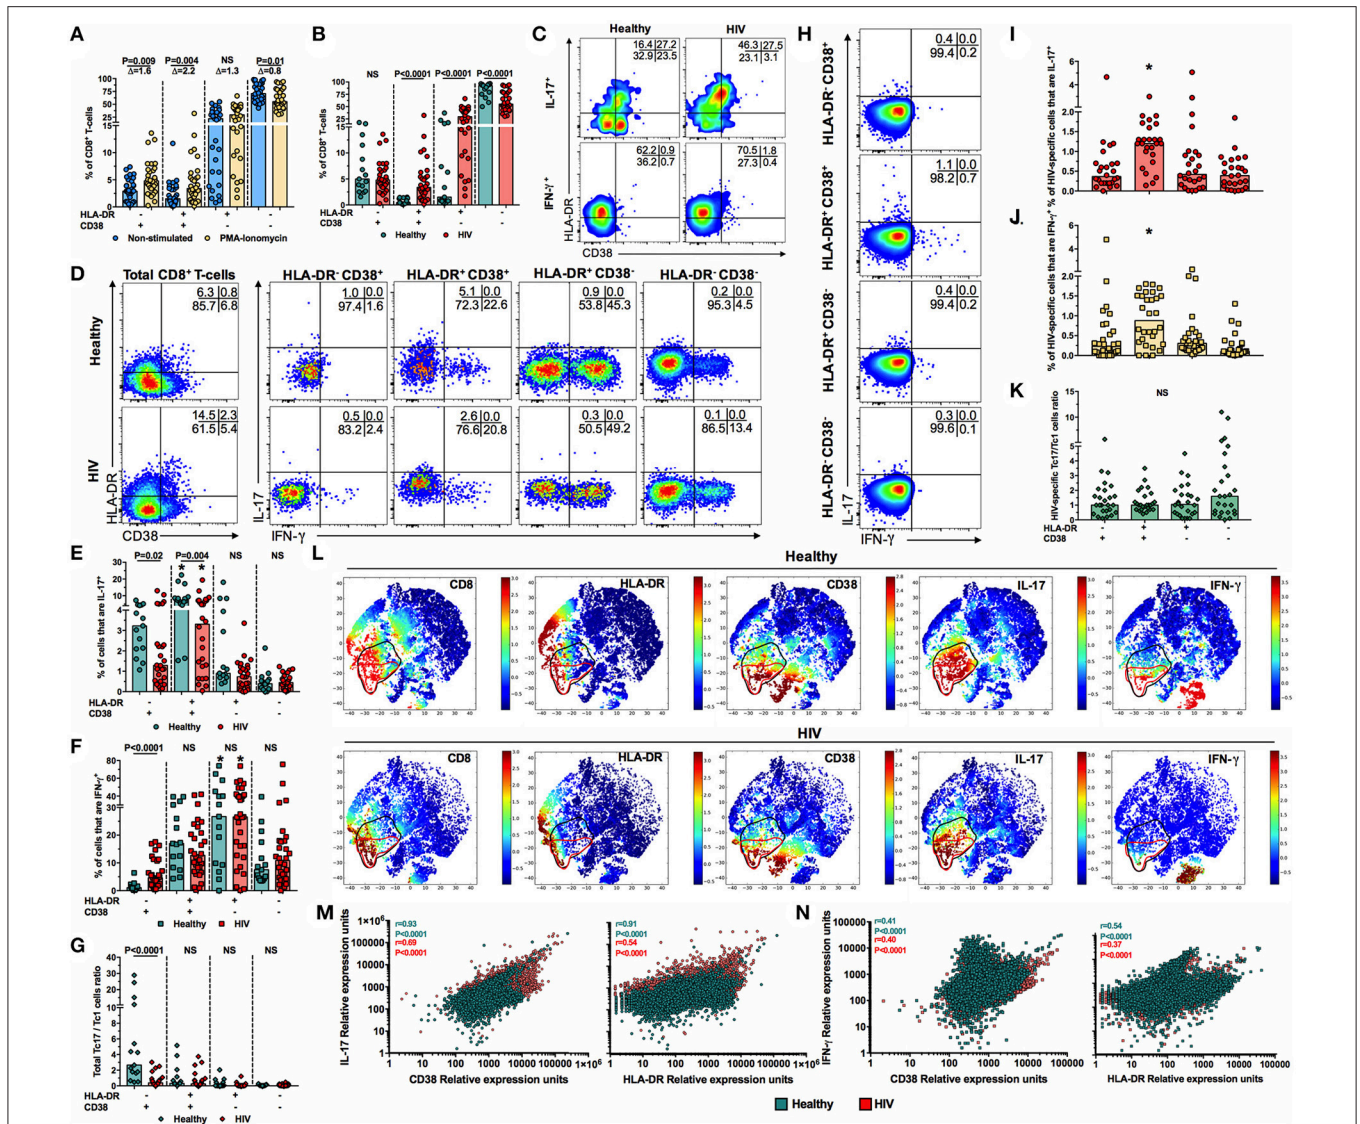 A
P=0.009 P=0.004 NS P=0.01
Δ=1.6 Δ=2.2 Δ=1.3 Δ=0.8
% of CD8+ T-cells
HLA-DR - + + -
CD38 + + - -
Non-stimulated PMA-Ionomycin
B
NS P<0.0001 P<0.0001 P<0.0001
% of CD8+ T-cells
HLA-DR
CD38
Healthy HIV
C
Healthy HIV
IL-17+
16.4 27.2
32.9 23.5
46.3 27.5
23.1 3.1
IFN-γ+
62.2 0.9
36.2 0.7
70.5 1.8
27.3 0.4
HLA-DR
CD38
D
Total CD8+ T-cells HLA-DR- CD38+ HLA-DR+ CD38+ HLA-DR+ CD38- HLA-DR- CD38-
Healthy
6.3 0.8
85.7 6.8
1.0 0.0
97.4 1.6
5.1 0.0
72.3 22.6
0.9 0.0
53.8 45.3
0.2 0.0
95.3 4.5
HIV
14.5 2.3
61.5 5.4
0.5 0.0
83.2 2.4
2.6 0.0
76.6 20.8
0.3 0.0
50.5 49.2
0.1 0.0
86.5 13.4
HLA-DR
CD38
IL-17
IFN-γ
E
P=0.02 P=0.004 NS NS
* *
% of cells that are IL-17+
HLA-DR - + + -
CD38 + + - -
Healthy HIV
F
P<0.0001 NS NS NS
* *
% of cells that are IFN-γ+
HLA-DR - + + -
CD38 + + - -
Healthy HIV
G
P<0.0001 NS NS NS
Total Tc17 / Tc1 cells ratio
HLA-DR - + + -
CD38 + + - -
Healthy HIV
H
HLA-DR- CD38+
0.4 0.0
99.4 0.2
HLA-DR+ CD38+
1.1 0.0
98.2 0.7
HLA-DR+ CD38-
0.4 0.0
99.4 0.2
HLA-DR- CD38-
0.3 0.0
99.6 0.1
IL-17
IFN-γ
I
*
% of HIV-specific cells that are IL-17+
J.
*
% of HIV-specific cells that are IFN-γ+
K
NS
HIV-specific Tc17/Tc1 cells ratio
HLA-DR - + + -
CD38 + + - -
L
Healthy
CD8 HLA-DR CD38 IL-17 IFN-γ
HIV
CD8 HLA-DR CD38 IL-17 IFN-γ
M
r=0.93
P<0.0001
r=0.69
P<0.0001
IL-17 Relative expression units
CD38 Relative expression units
r=0.91
P<0.0001
r=0.54
P<0.0001
HLA-DR Relative expression units
N
r=0.41
P<0.0001
r=0.40
P<0.0001
IFN-γ Relative expression units
CD38 Relative expression units
r=0.54
P<0.0001
r=0.37
P<0.0001
HLA-DR Relative expression units
Healthy HIV